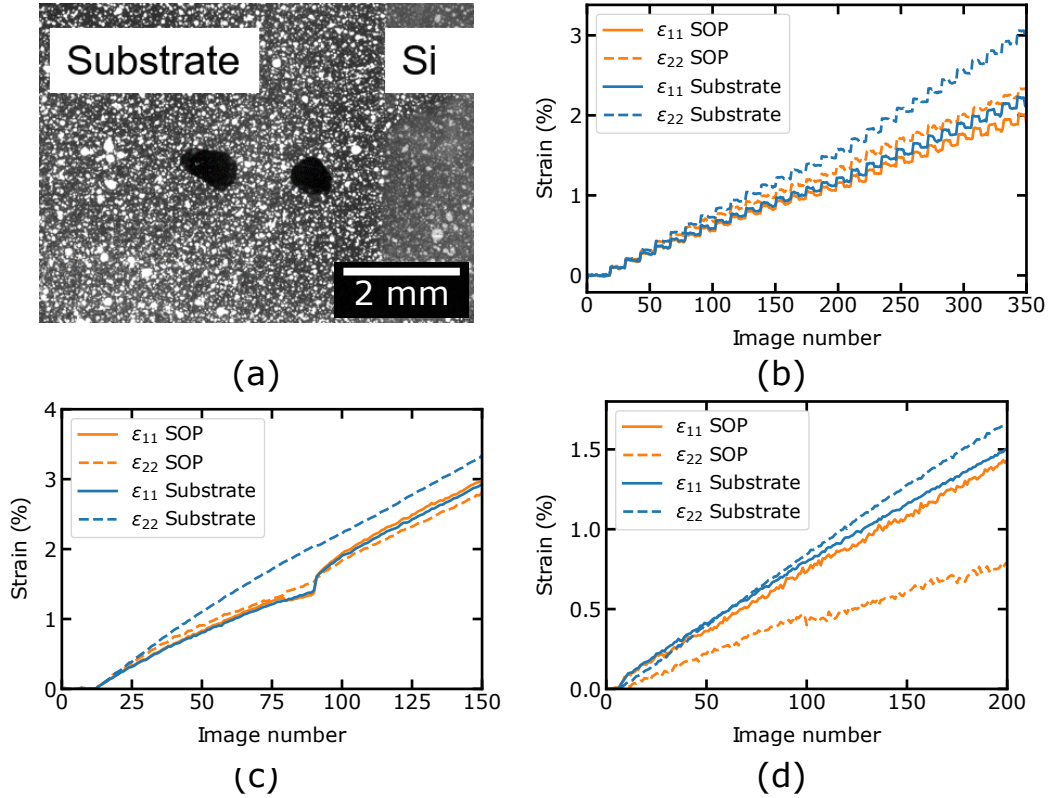 Substrate
Si
2 mm
(a)
Strain (%)
3
2
1
0
ε11 SOP
ε22 SOP
ε11 Substrate
ε22 Substrate
0 50 100 150 200 250 300 350
Image number
(b)
Strain (%)
4
3
2
1
0
ε11 SOP
ε22 SOP
ε11 Substrate
ε22 Substrate
0 25 50 75 100 125 150
Image number
(c)
Strain (%)
1.5
1.0
0.5
0.0
ε11 SOP
ε22 SOP
ε11 Substrate
ε22 Substrate
0 50 100 150 200
Image number
(d)